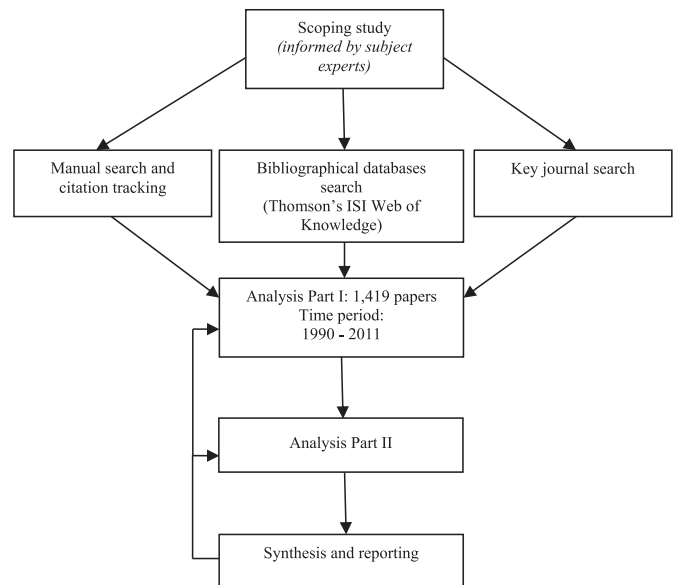 Scoping study
(informed by subject
experts)
Manual search and
citation tracking
Bibliographical databases
search
(Thomson's ISI Web of
Knowledge)
Key journal search
Analysis Part I: 1,419 papers
Time period:
1990 - 2011
Analysis Part II
Synthesis and reporting